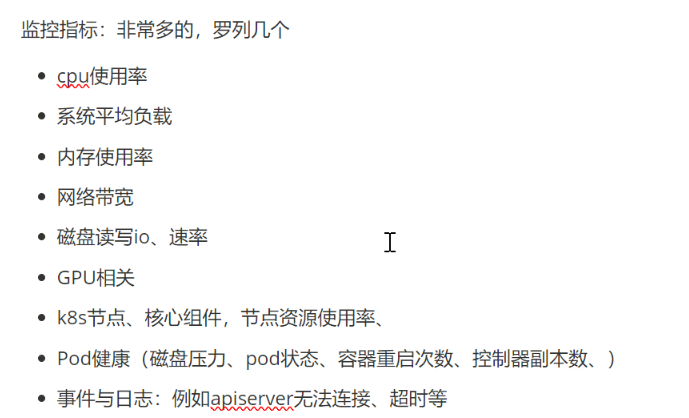 监控指标：非常多的，罗列几个
cpu使用率
系统平均负载
内存使用率
网络带宽
磁盘读写io、速率
GPU相关
k8s节点、核心组件，节点资源使用率、
Pod健康（磁盘压力、pod状态、容器重启次数、控制器副本数、）
事件与日志：例如apiserver无法连接、超时等